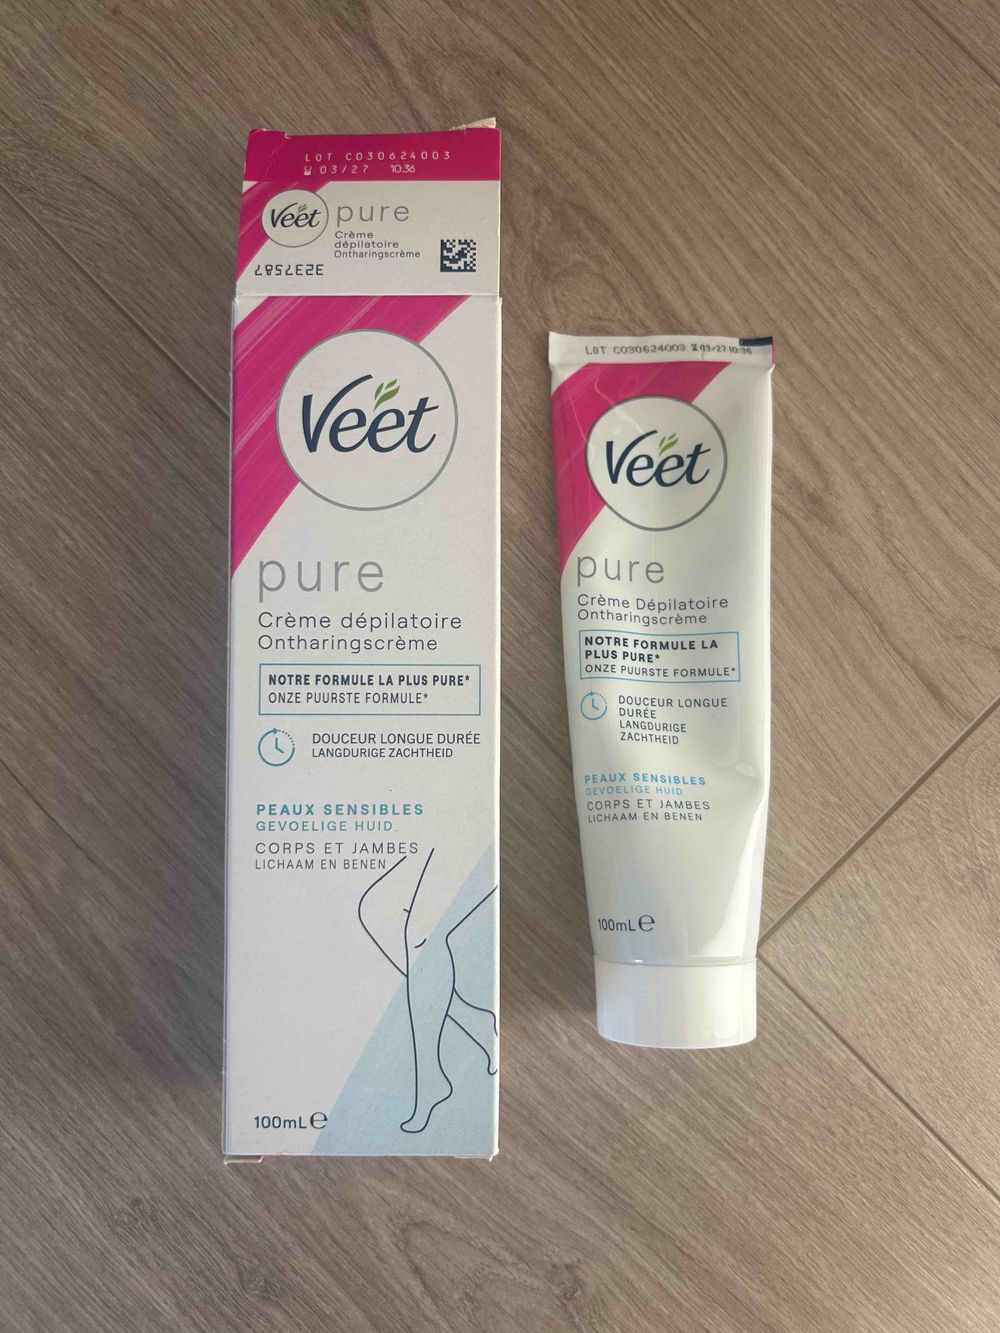 LOT C030624003
03/27 10:36
Veet pure
Crème
dépilatoire
Ontharingscrème
3237587
Veet
pure
Crème dépilatoire
Ontharingscrème
NOTRE FORMULE LA PLUS PURE*
ONZE PUURSTE FORMULE*
DOUCEUR LONGUE DURÉE
LANGDURIGE ZACHTHEID
PEAUX SENSIBLES
GEVOELIGE HUID
CORPS ET JAMBES
LICHAAM EN BENEN
100mL e
LOT C030624003 03/27 10:36
Veet
pure
Crème Dépilatoire
Ontharingscrème
NOTRE FORMULE LA
PLUS PURE*
ONZE PUURSTE FORMULE*
DOUCEUR LONGUE
DURÉE
LANGDURIGE
ZACHTHEID
PEAUX SENSIBLES
GEVOELIGE HUID
CORPS ET JAMBES
LICHAAM EN BENEN
100mL e